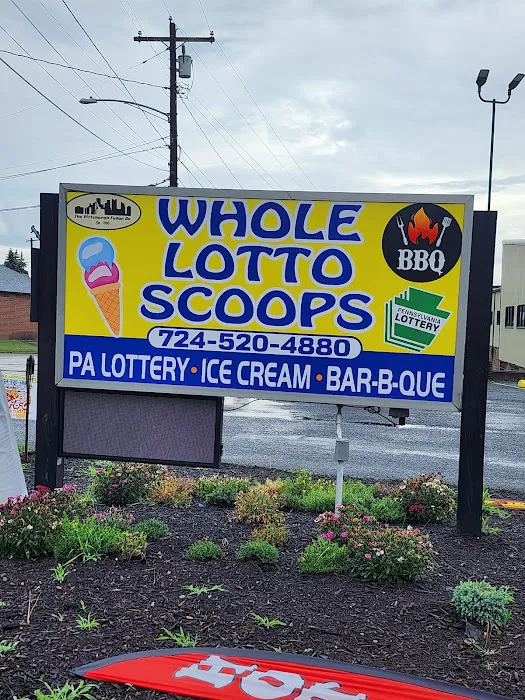 WHOLE
LOTTO
SCOOPS
BBQ
PENNSYLVANIA
LOTTERY
724-520-4880
PA LOTTERY • ICE CREAM • BAR-B-QUE